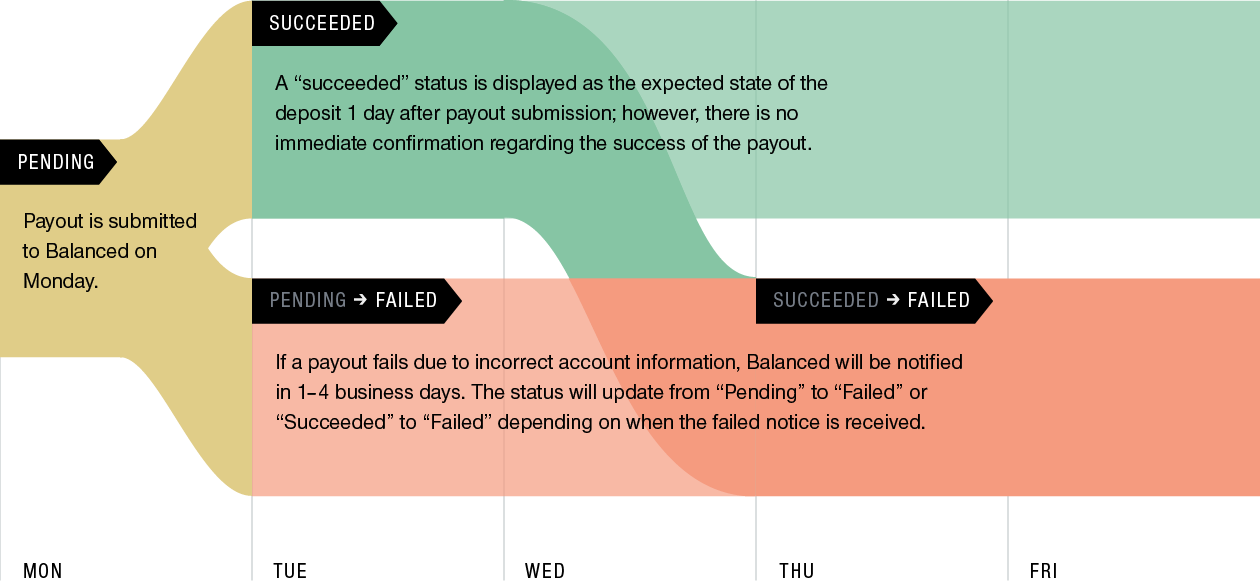 SUCCEEDED
A “succeeded” status is displayed as the expected state of the
deposit 1 day after payout submission; however, there is no
immediate confirmation regarding the success of the payout.
PENDING
Payout is submitted
to Balanced on
Monday.
PENDING → FAILED
SUCCEEDED → FAILED
If a payout fails due to incorrect account information, Balanced will be notified
in 1–4 business days. The status will update from “Pending” to “Failed” or
“Succeeded” to “Failed” depending on when the failed notice is received.
MON
TUE
WED
THU
FRI